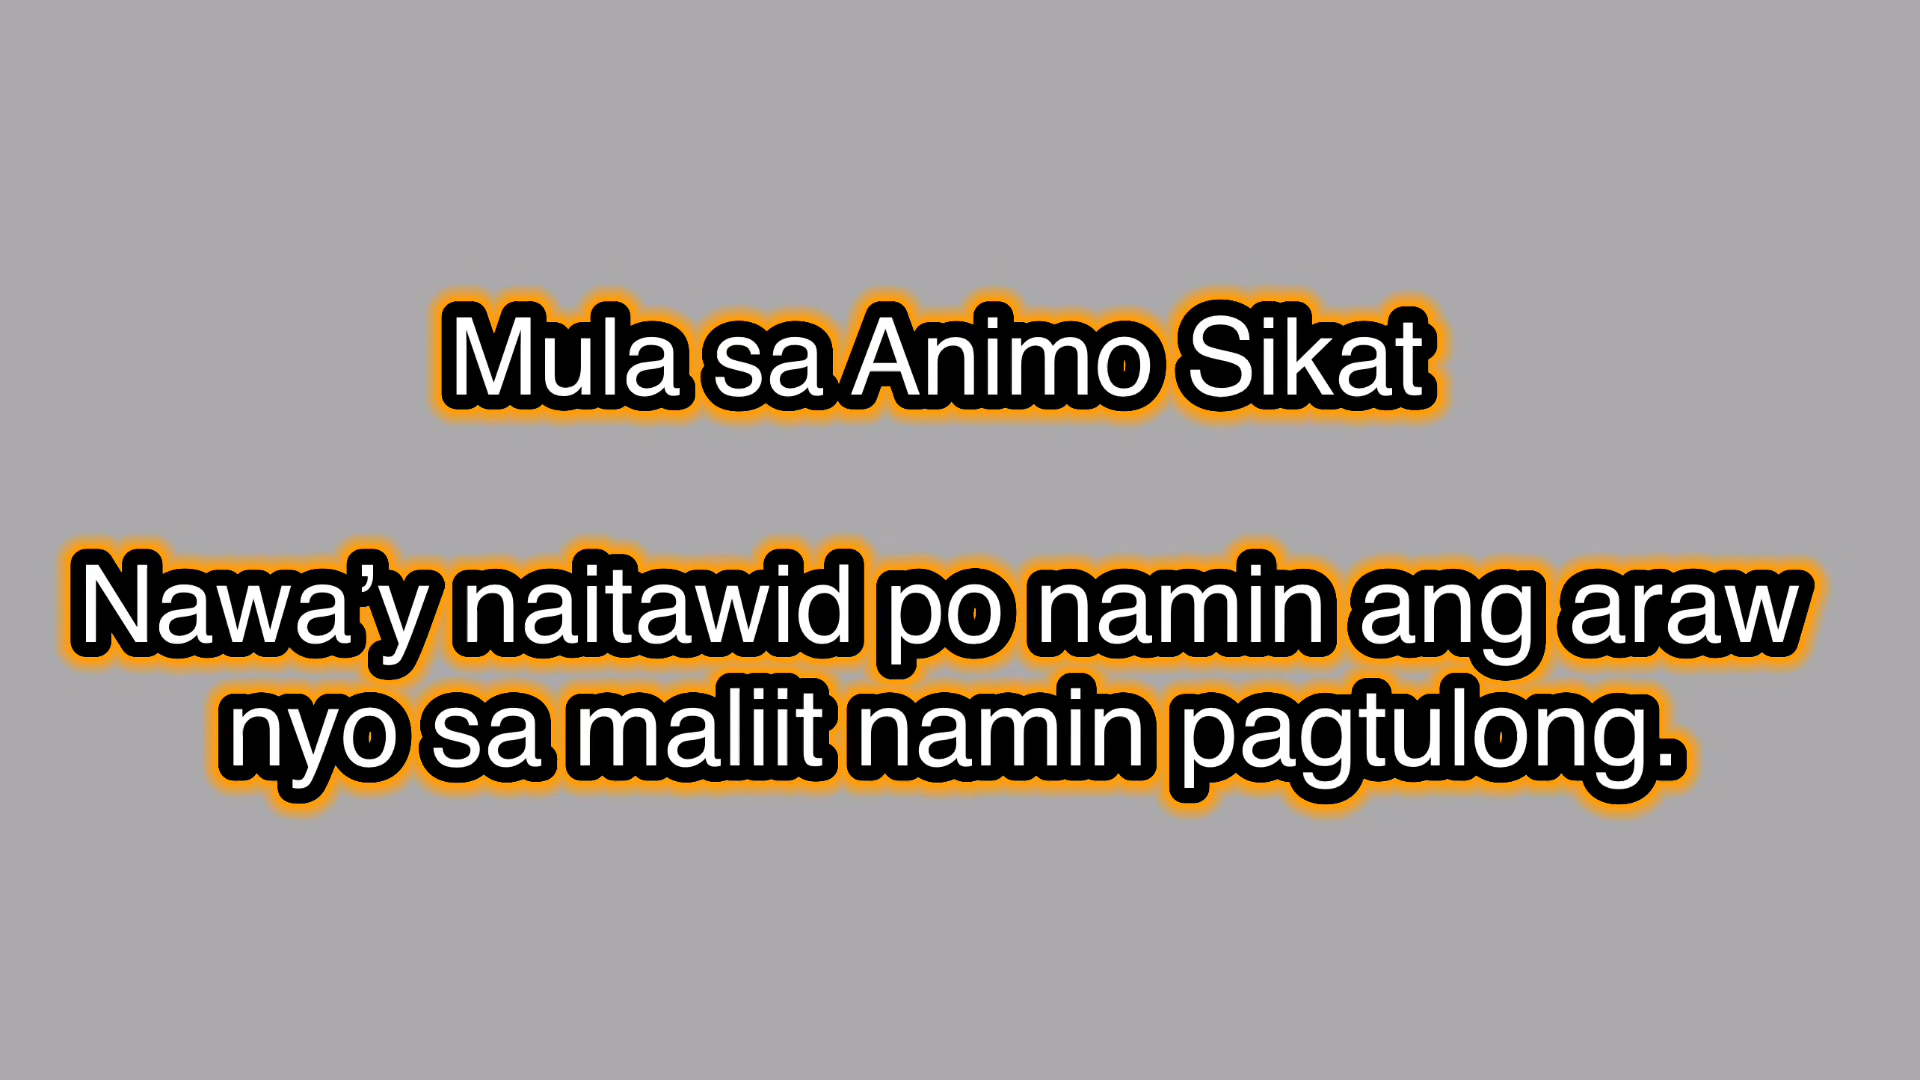 Mula sa Animo Sikat
Nawa’y naitawid po namin ang araw
nyo sa maliit namin pagtulong.